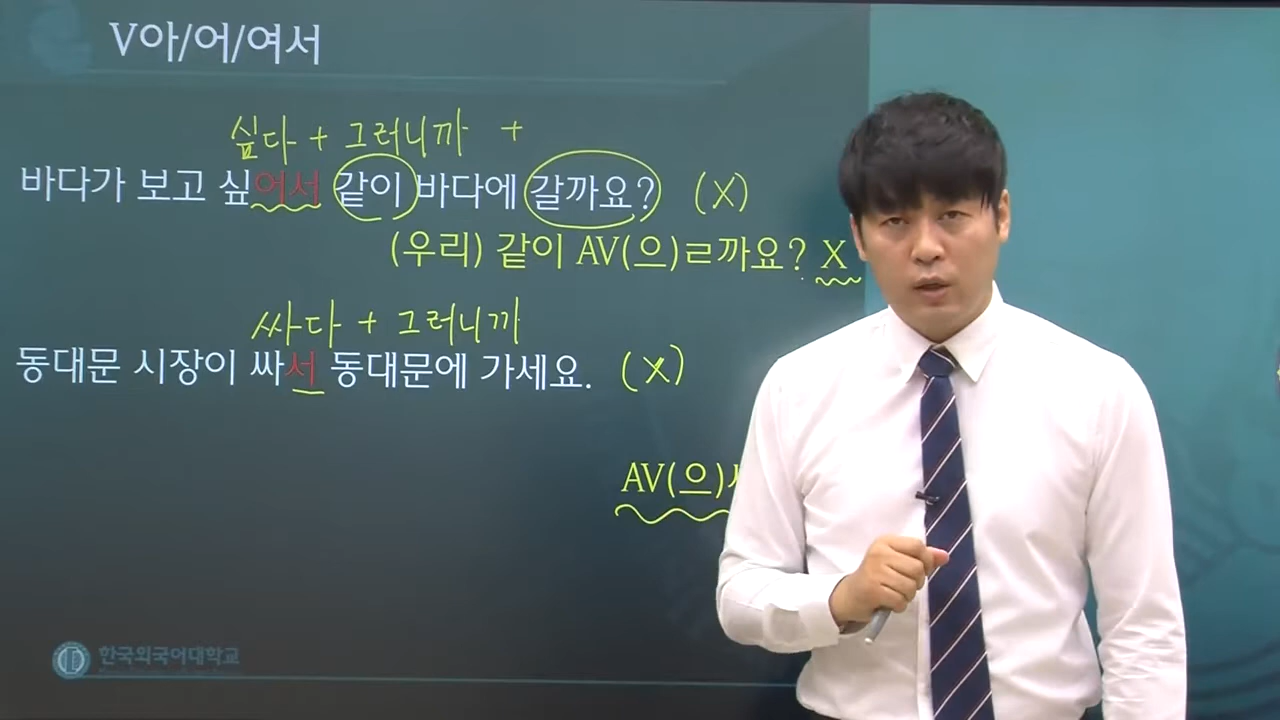 V아/어/여서
싶다 + 그러니까 +
바다가 보고 싶어서 같이 바다에 갈까요? (X)
(우리) 같이 AV(으)ㄹ까요? X
싸다 + 그러니까
동대문 시장이 싸서 동대문에 가세요. (X)
AV(으)
한국외국어대학교